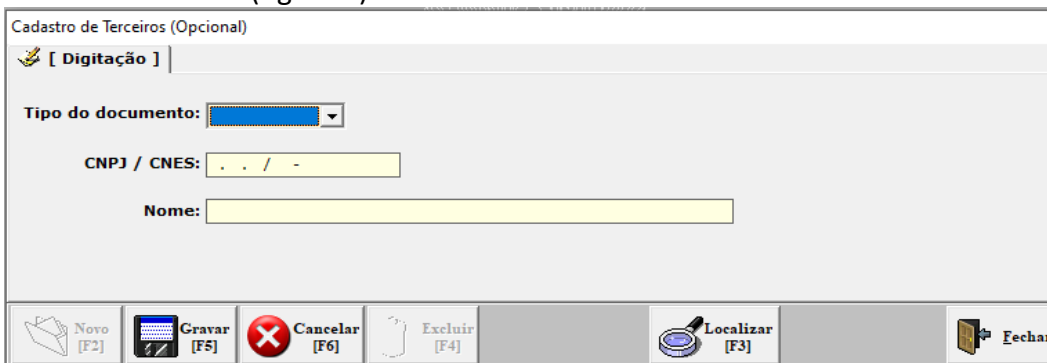 Cadastro de Terceiros (Opcional)
[ Digitação ]
Tipo do documento:
CNPJ / CNES: . . / -
Nome:
Novo [F2] Gravar [F5] Cancelar [F6] Excluir [F4] Localizar [F3] Fechar